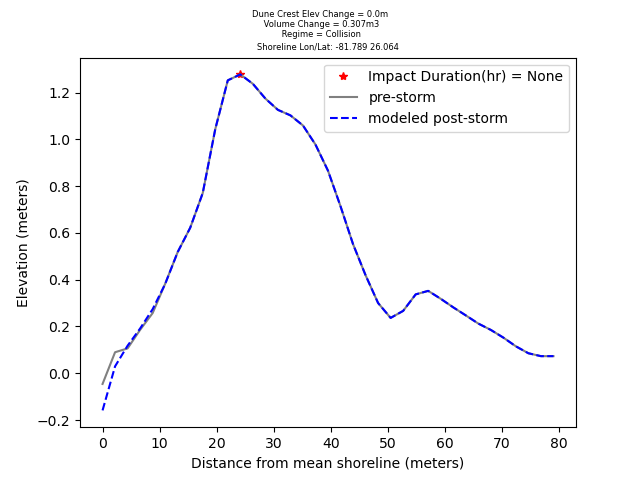 Dune Crest Elev Change = 0.0m
Volume Change = 0.307m3
Regime = Collision
Shoreline Lon/Lat: -81.789 26.064
Impact Duration(hr) = None
pre-storm
modeled post-storm
1.2
1.0
0.8
0.6
0.4
0.2
0.0
−0.2
Elevation (meters)
0 10 20 30 40 50 60 70 80
Distance from mean shoreline (meters)